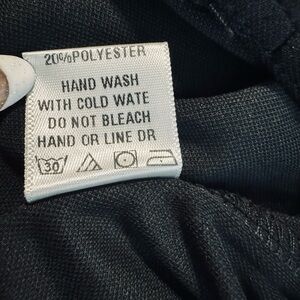 20%POLYESTER
HAND WASH
WITH COLD WATE
DO NOT BLEACH
HAND OR LINE DR
30